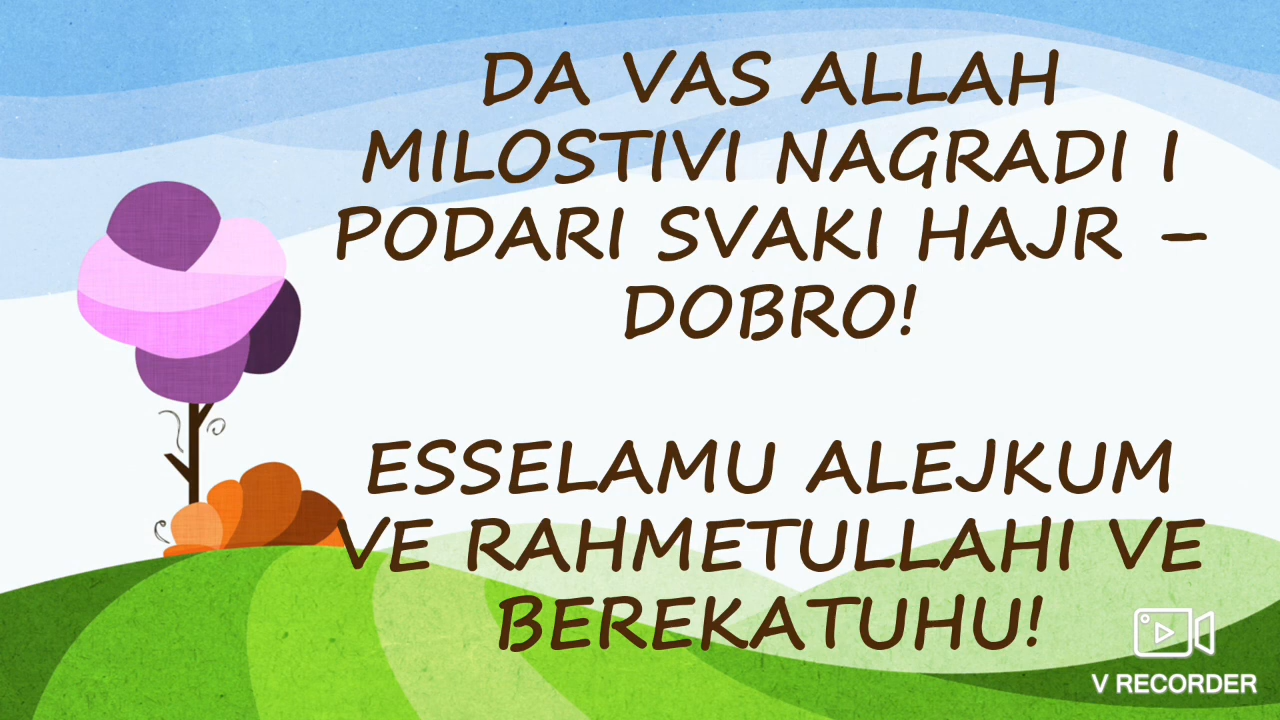 DA VAS ALLAH
MILOSTIVI NAGRADI I
PODARI SVAKI HAJR –
DOBRO!
ESSELAMU ALEJKUM
VE RAHMETULLAHI VE
BEREKATUHU!
V RECORDER